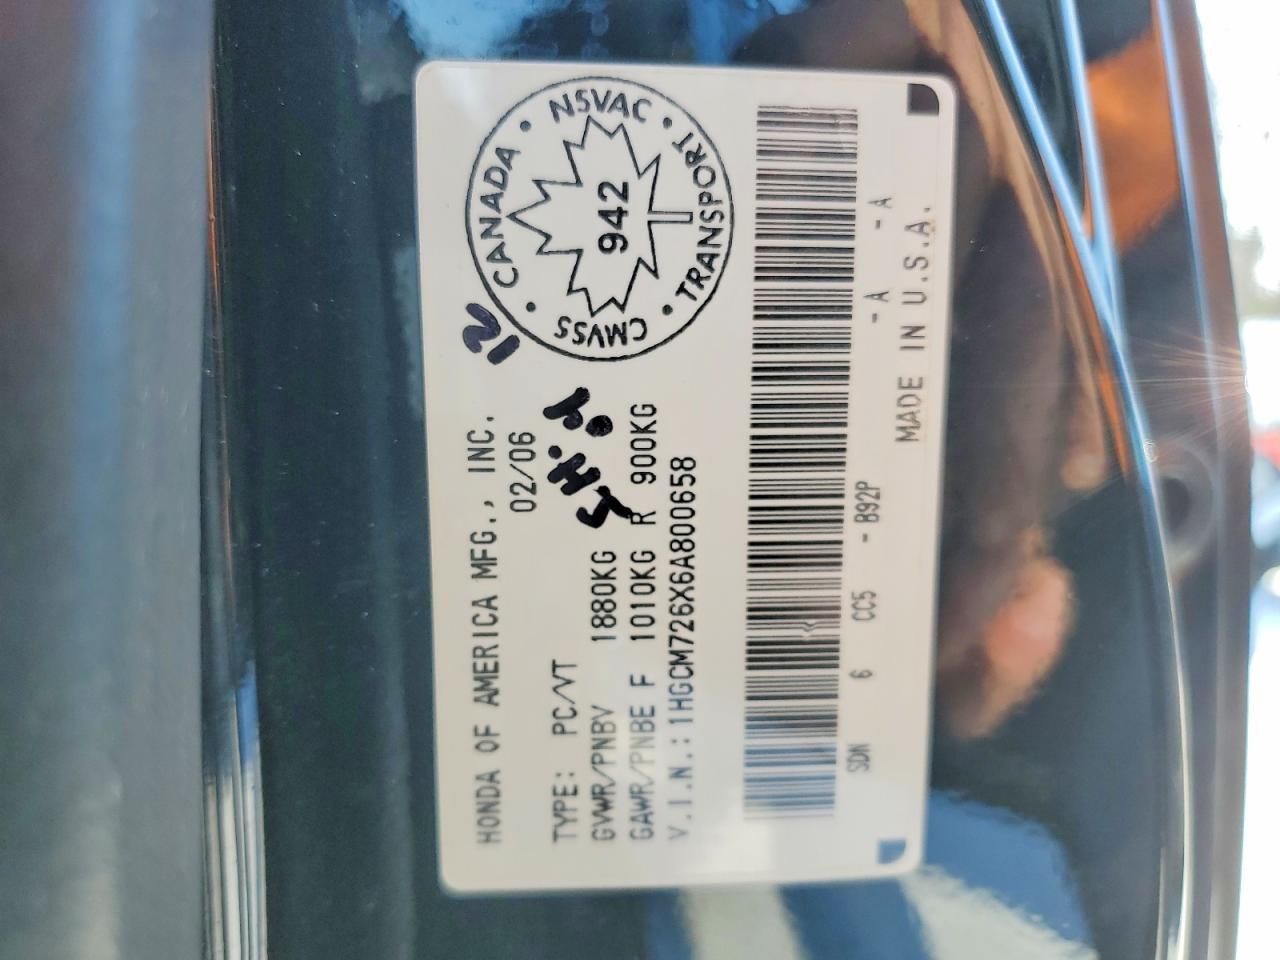 HONDA OF AMERICA MFG., INC.
02/06
TYPE: PC/VT
GVWR/PNBV 1880KG
GAWR/PNBE F 1010KG R 900KG
V.I.N.: 1HGCM726X6A800658
CANADA • NSVAC • TRANSPORT • CMVSS •
942
SDN 6 CC5 - B92P - A - A
MADE IN U.S.A.